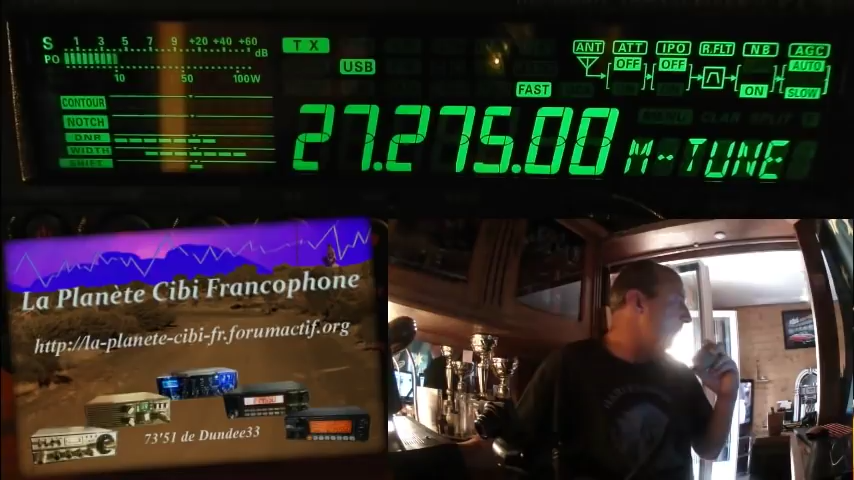 S 1 3 5 7 9 +20 +40 +60 dB
PO 10 50 100W
TX
USB
FAST
ANT ATT IPO R.FLT NB AGC
OFF OFF AUTO
ON SLOW
CONTOUR
NOTCH
DNR
WIDTH
SHIFT
27.275.00 M-TUNE
La Planète Cibi Francophone
http://la-planete-cibi-fr.forumactif.org
73'51 de Dundee33